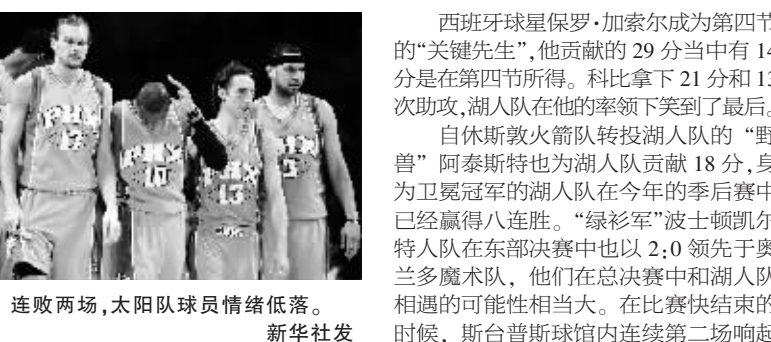 PHX
17
PHX
10
13
连败两场,太阳队球员情绪低落。
新华社发
西班牙球星保罗·加索尔成为第四节
的“关键先生”,他贡献的 29 分当中有 14
分是在第四节所得。科比拿下 21 分和 13
次助攻,湖人队在他的率领下笑到了最后。
自休斯敦火箭队转投湖人队的“野
兽”阿泰斯特也为湖人队贡献 18 分,身
为卫冕冠军的湖人队在今年的季后赛中
已经赢得八连胜。“绿衫军”波士顿凯尔
特人队在东部决赛中也以 2:0 领先于奥
兰多魔术队，他们在总决赛中和湖人队
相遇的可能性相当大。在比赛快结束的
时候，斯台普斯球馆内连续第二场响起